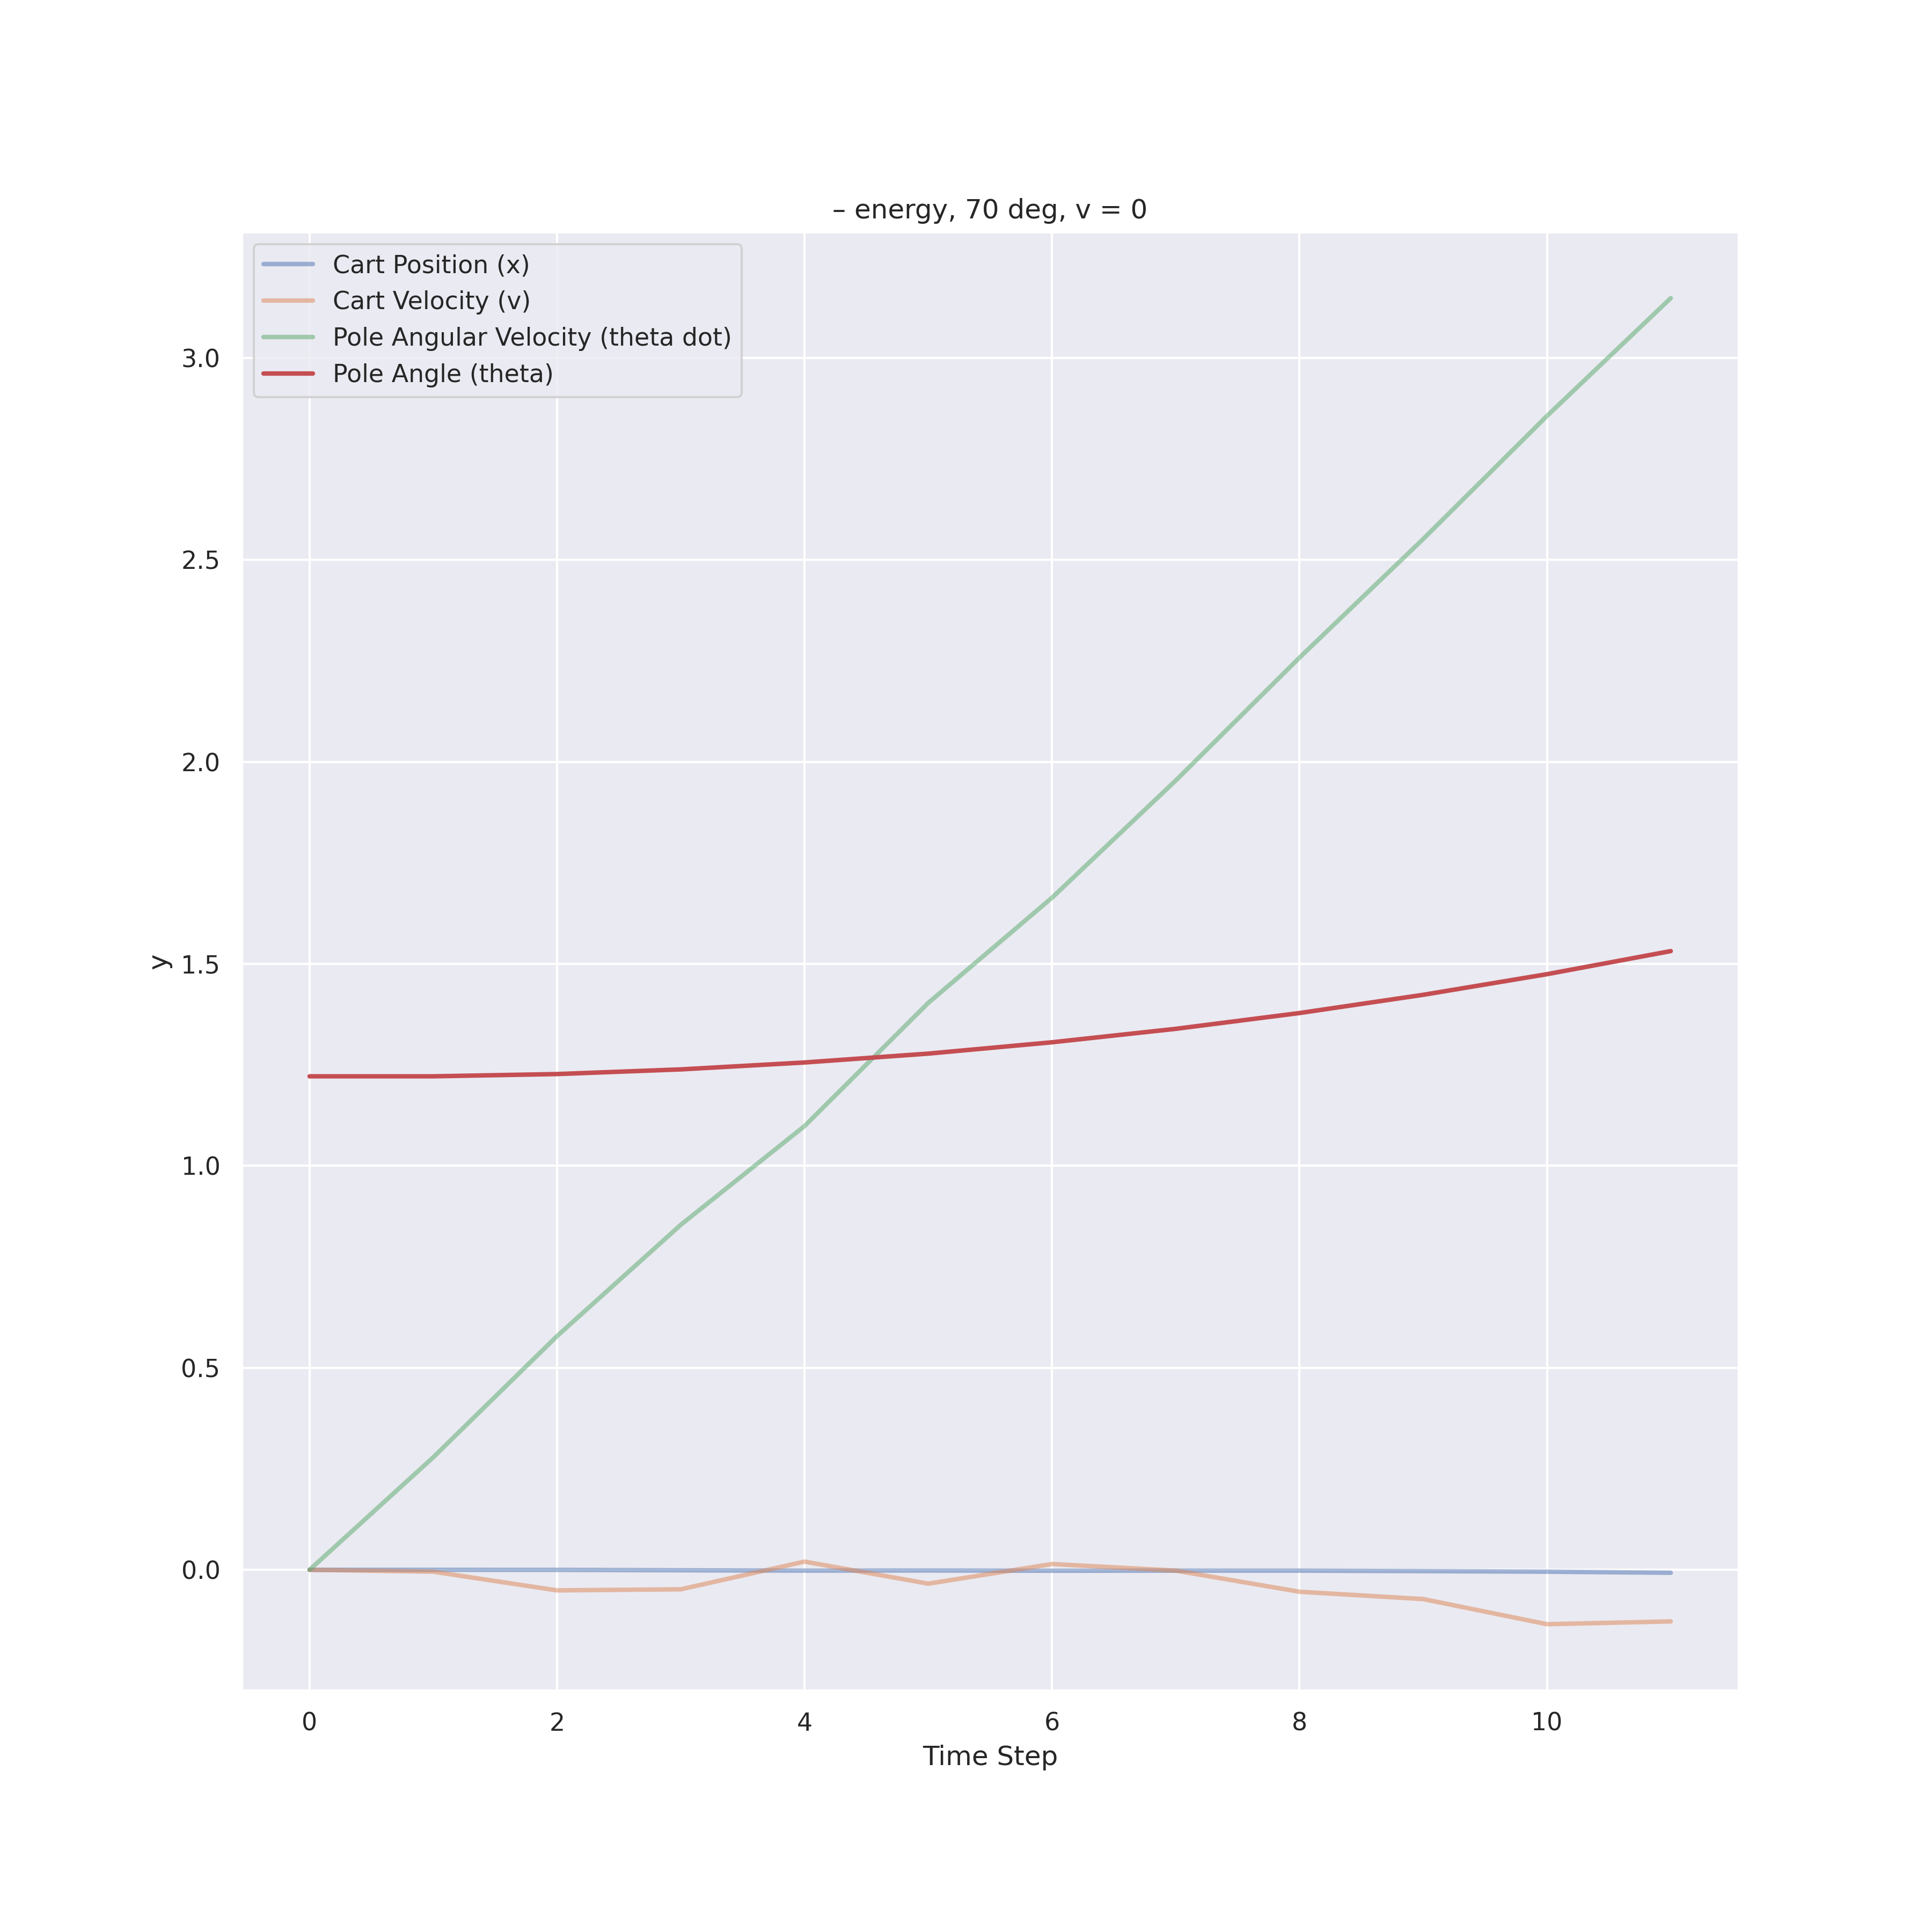 – energy, 70 deg, v = 0
Cart Position (x)
Cart Velocity (v)
Pole Angular Velocity (theta dot)
Pole Angle (theta)
3.0
2.5
2.0
1.5
1.0
0.5
0.0
y
0 2 4 6 8 10
Time Step